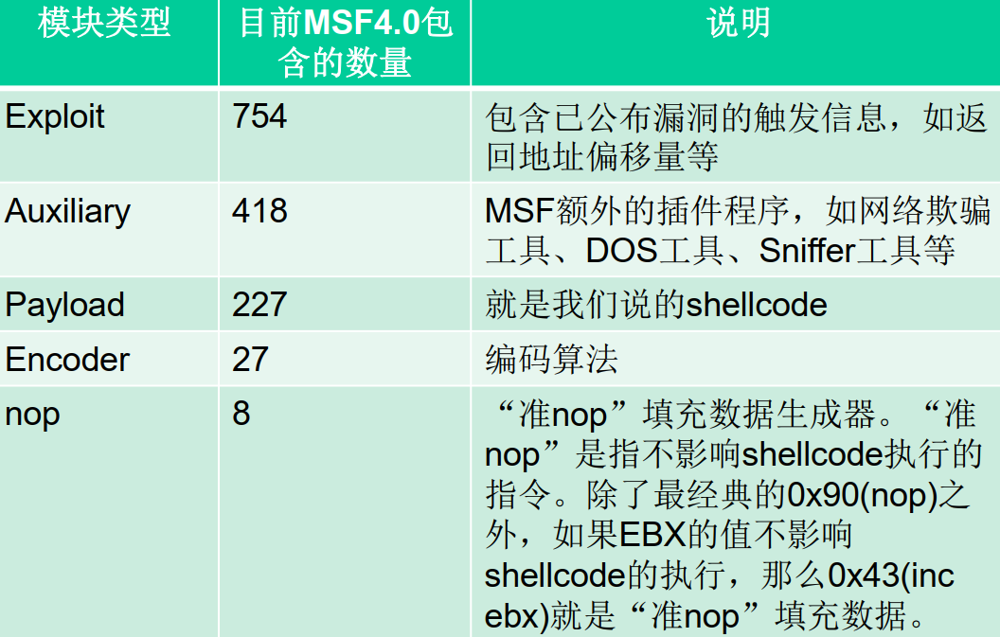 模块类型
目前MSF4.0包
含的数量
说明
Exploit
754
包含已公布漏洞的触发信息，如返
回地址偏移量等
Auxiliary
418
MSF额外的插件程序，如网络欺骗
工具、DOS工具、Sniffer工具等
Payload
227
就是我们说的shellcode
Encoder
27
编码算法
nop
8
“准nop”填充数据生成器。“准
nop”是指不影响shellcode执行的
指令。除了最经典的0x90(nop)之
外，如果EBX的值不影响
shellcode的执行，那么0x43(inc
ebx)就是“准nop”填充数据。